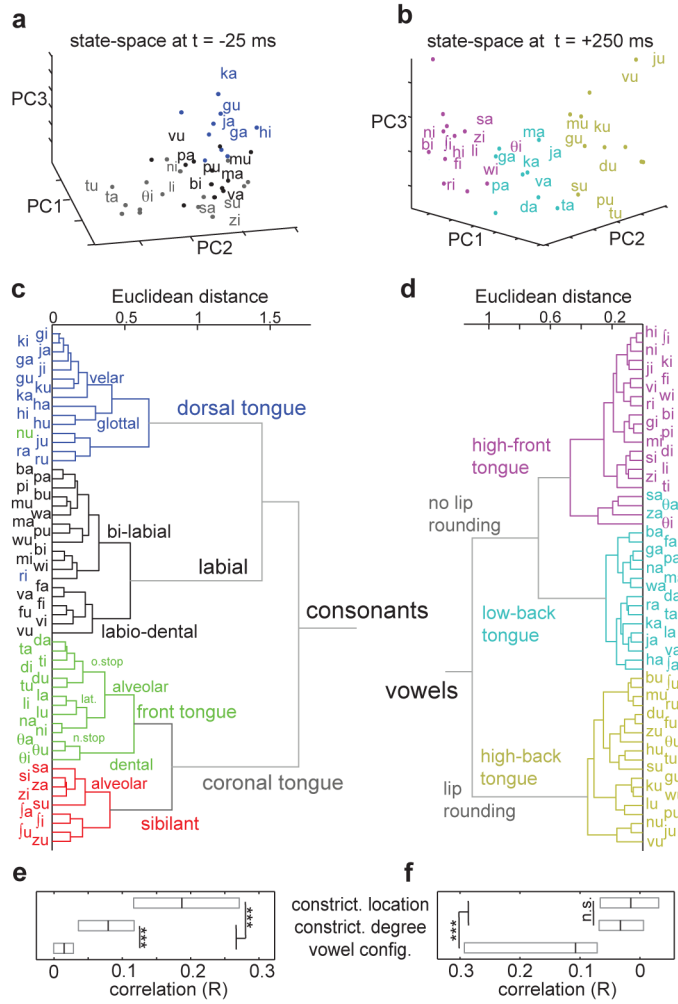 a
state-space at t = -25 ms
ka
gu
ja
ga hi
PC3
vu
pa
ni
pu
mu
ma
tu
ta
θi
li
bi
va
sa
su
zi
PC1
PC2
b
state-space at t = +250 ms
ju
vu
PC3
ni
bi
ʃi
sa
zi
hi
li
fi
ri
wi
θi
ma
ga
ka
ja
pa
va
da
ta
mu
ku
gu
du
su
pu
tu
PC1
PC2
c
Euclidean distance
0 0.5 1 1.5
gi
ki
ja
ga
ji
gu
ku
ka
ha
hi
hu
nu
ju
ra
ru
ba
pa
pi
bu
mu
wa
ma
pu
wu
bi
mi
wi
ri
fa
va
fi
fu
vi
vu
da
ta
ti
di
du
tu
la
li
lu
na
ni
θa
θu
θi
sa
si
za
zi
su
ʃa
ʃi
ʃu
zu
velar
glottal
dorsal tongue
bi-labial
labial
labio-dental
consonants
o.stop
alveolar
lat.
front tongue
n.stop
dental
coronal tongue
alveolar
sibilant
d
Euclidean distance
1 0.6 0.2
hi
ʃi
ni
ki
ji
fi
vi
wi
ri
bi
gi
pi
mi
di
si
li
zi
ti
sa
θa
za
θi
ba
fa
ga
pa
na
ma
wa
da
ra
ta
ka
la
ja
va
ha
ʃa
bu
ʃu
mu
ru
du
fu
zu
θu
hu
tu
su
gu
ku
wu
lu
pu
nu
ju
vu
high-front
tongue
no lip
rounding
low-back
tongue
vowels
high-back
tongue
lip
rounding
e
***
***
0 0.1 0.2 0.3
correlation (R)
constrict. location
constrict. degree
vowel config.
f
***
n.s.
0.3 0.2 0.1 0
correlation (R)